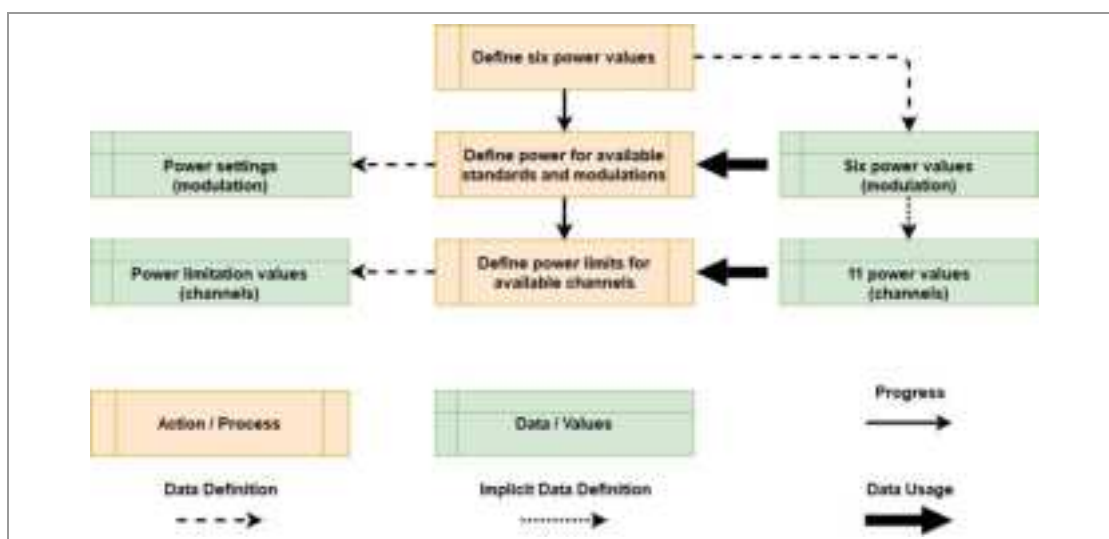 Define six power values
Power settings
(modulation)
Define power for available
standards and modulations
Six power values
(modulation)
Power limitation values
(channels)
Define power limits for
available channels
11 power values
(channels)
Action / Process
Data / Values
Progress
Data Definition
Implicit Data Definition
Data Usage